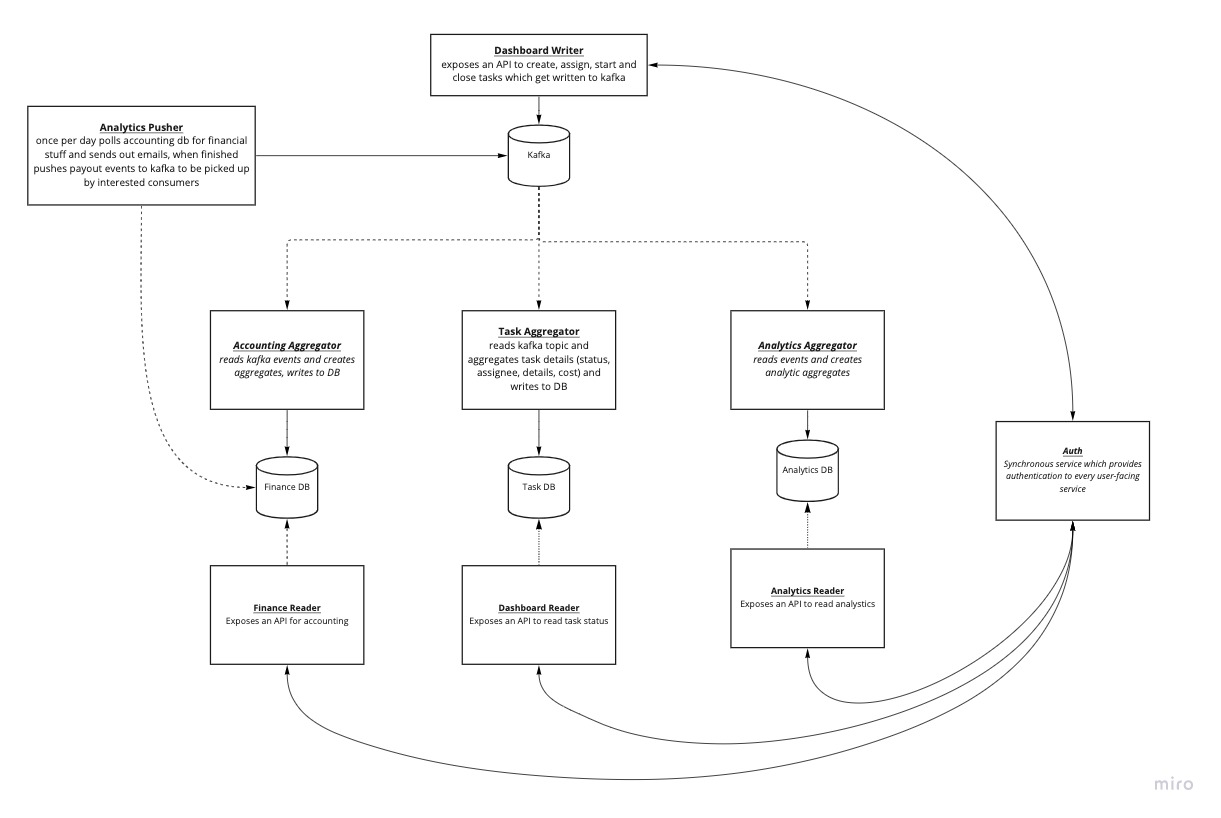 Dashboard Writer
exposes an API to create, assign, start and
close tasks which get written to kafka
Analytics Pusher
once per day polls accounting db for financial
stuff and sends out emails, when finished
pushes payout events to kafka to be picked up
by interested consumers
Kafka
Accounting Aggregator
reads kafka events and creates
aggregates, writes to DB
Task Aggregator
reads kafka topic and
aggregates task details (status,
assignee, details, cost) and
writes to DB
Analytics Aggregator
reads events and creates
analytic aggregates
Finance DB
Task DB
Analytics DB
Auth
Synchronous service which provides
authentication to every user-facing
service
Finance Reader
Exposes an API for accounting
Dashboard Reader
Exposes an API to read task status
Analytics Reader
Exposes an API to read analystics
miro